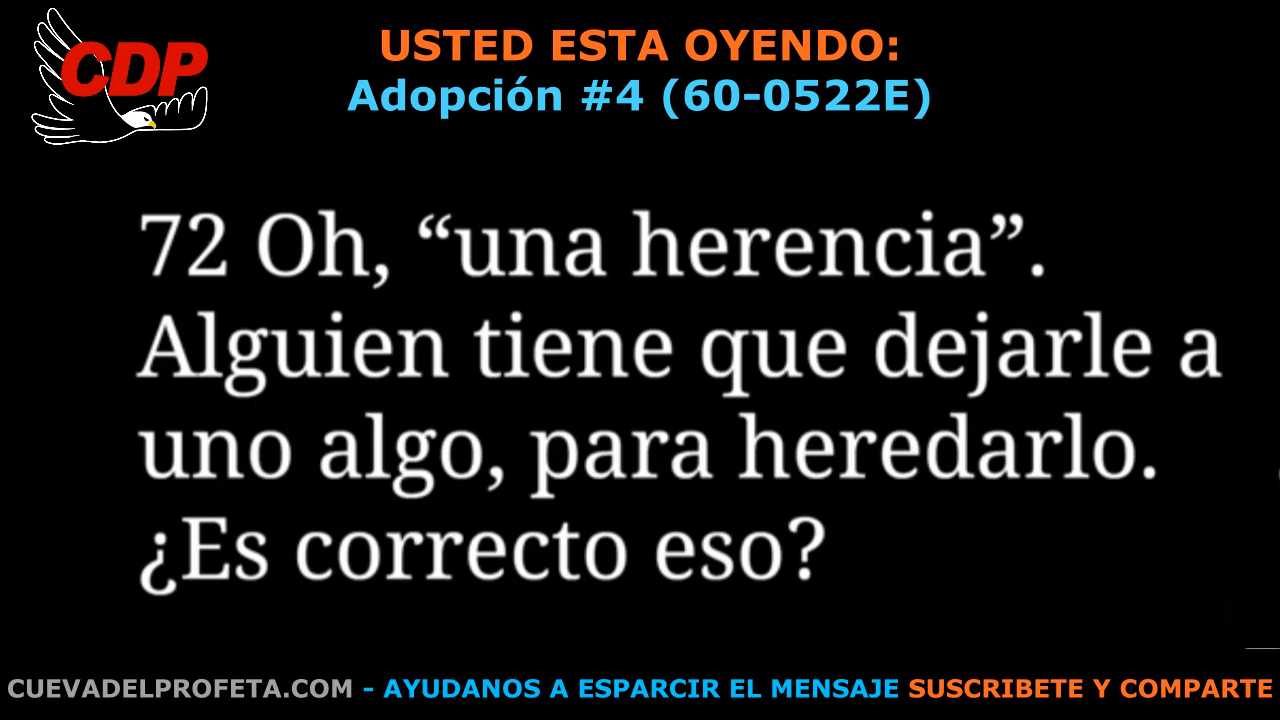 CDP
USTED ESTA OYENDO:
Adopción #4 (60-0522E)
72 Oh, “una herencia”.
Alguien tiene que dejarle a
uno algo, para heredarlo.
¿Es correcto eso?
CUEVADELPROFETA.COM - AYUDANOS A ESPARCIR EL MENSAJE SUSCRIBETE Y COMPARTE